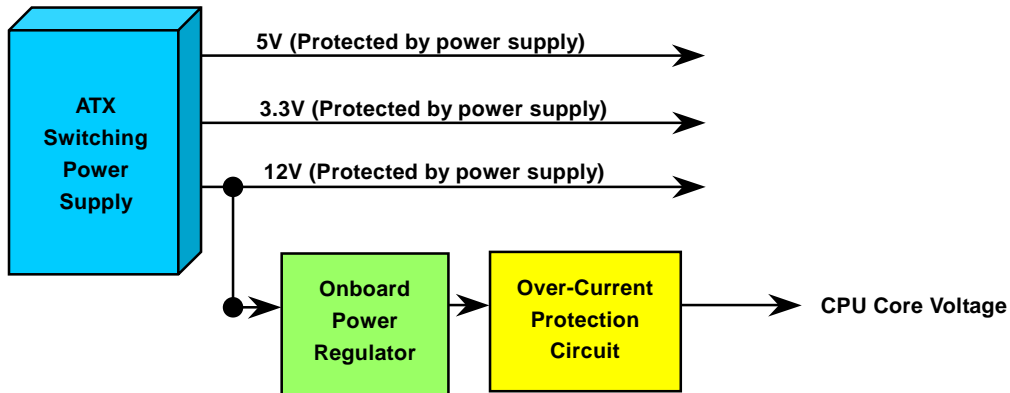 5V (Protected by power supply)
3.3V (Protected by power supply)
12V (Protected by power supply)
ATX
Switching
Power
Supply
Onboard
Power
Regulator
Over-Current
Protection
Circuit
CPU Core Voltage